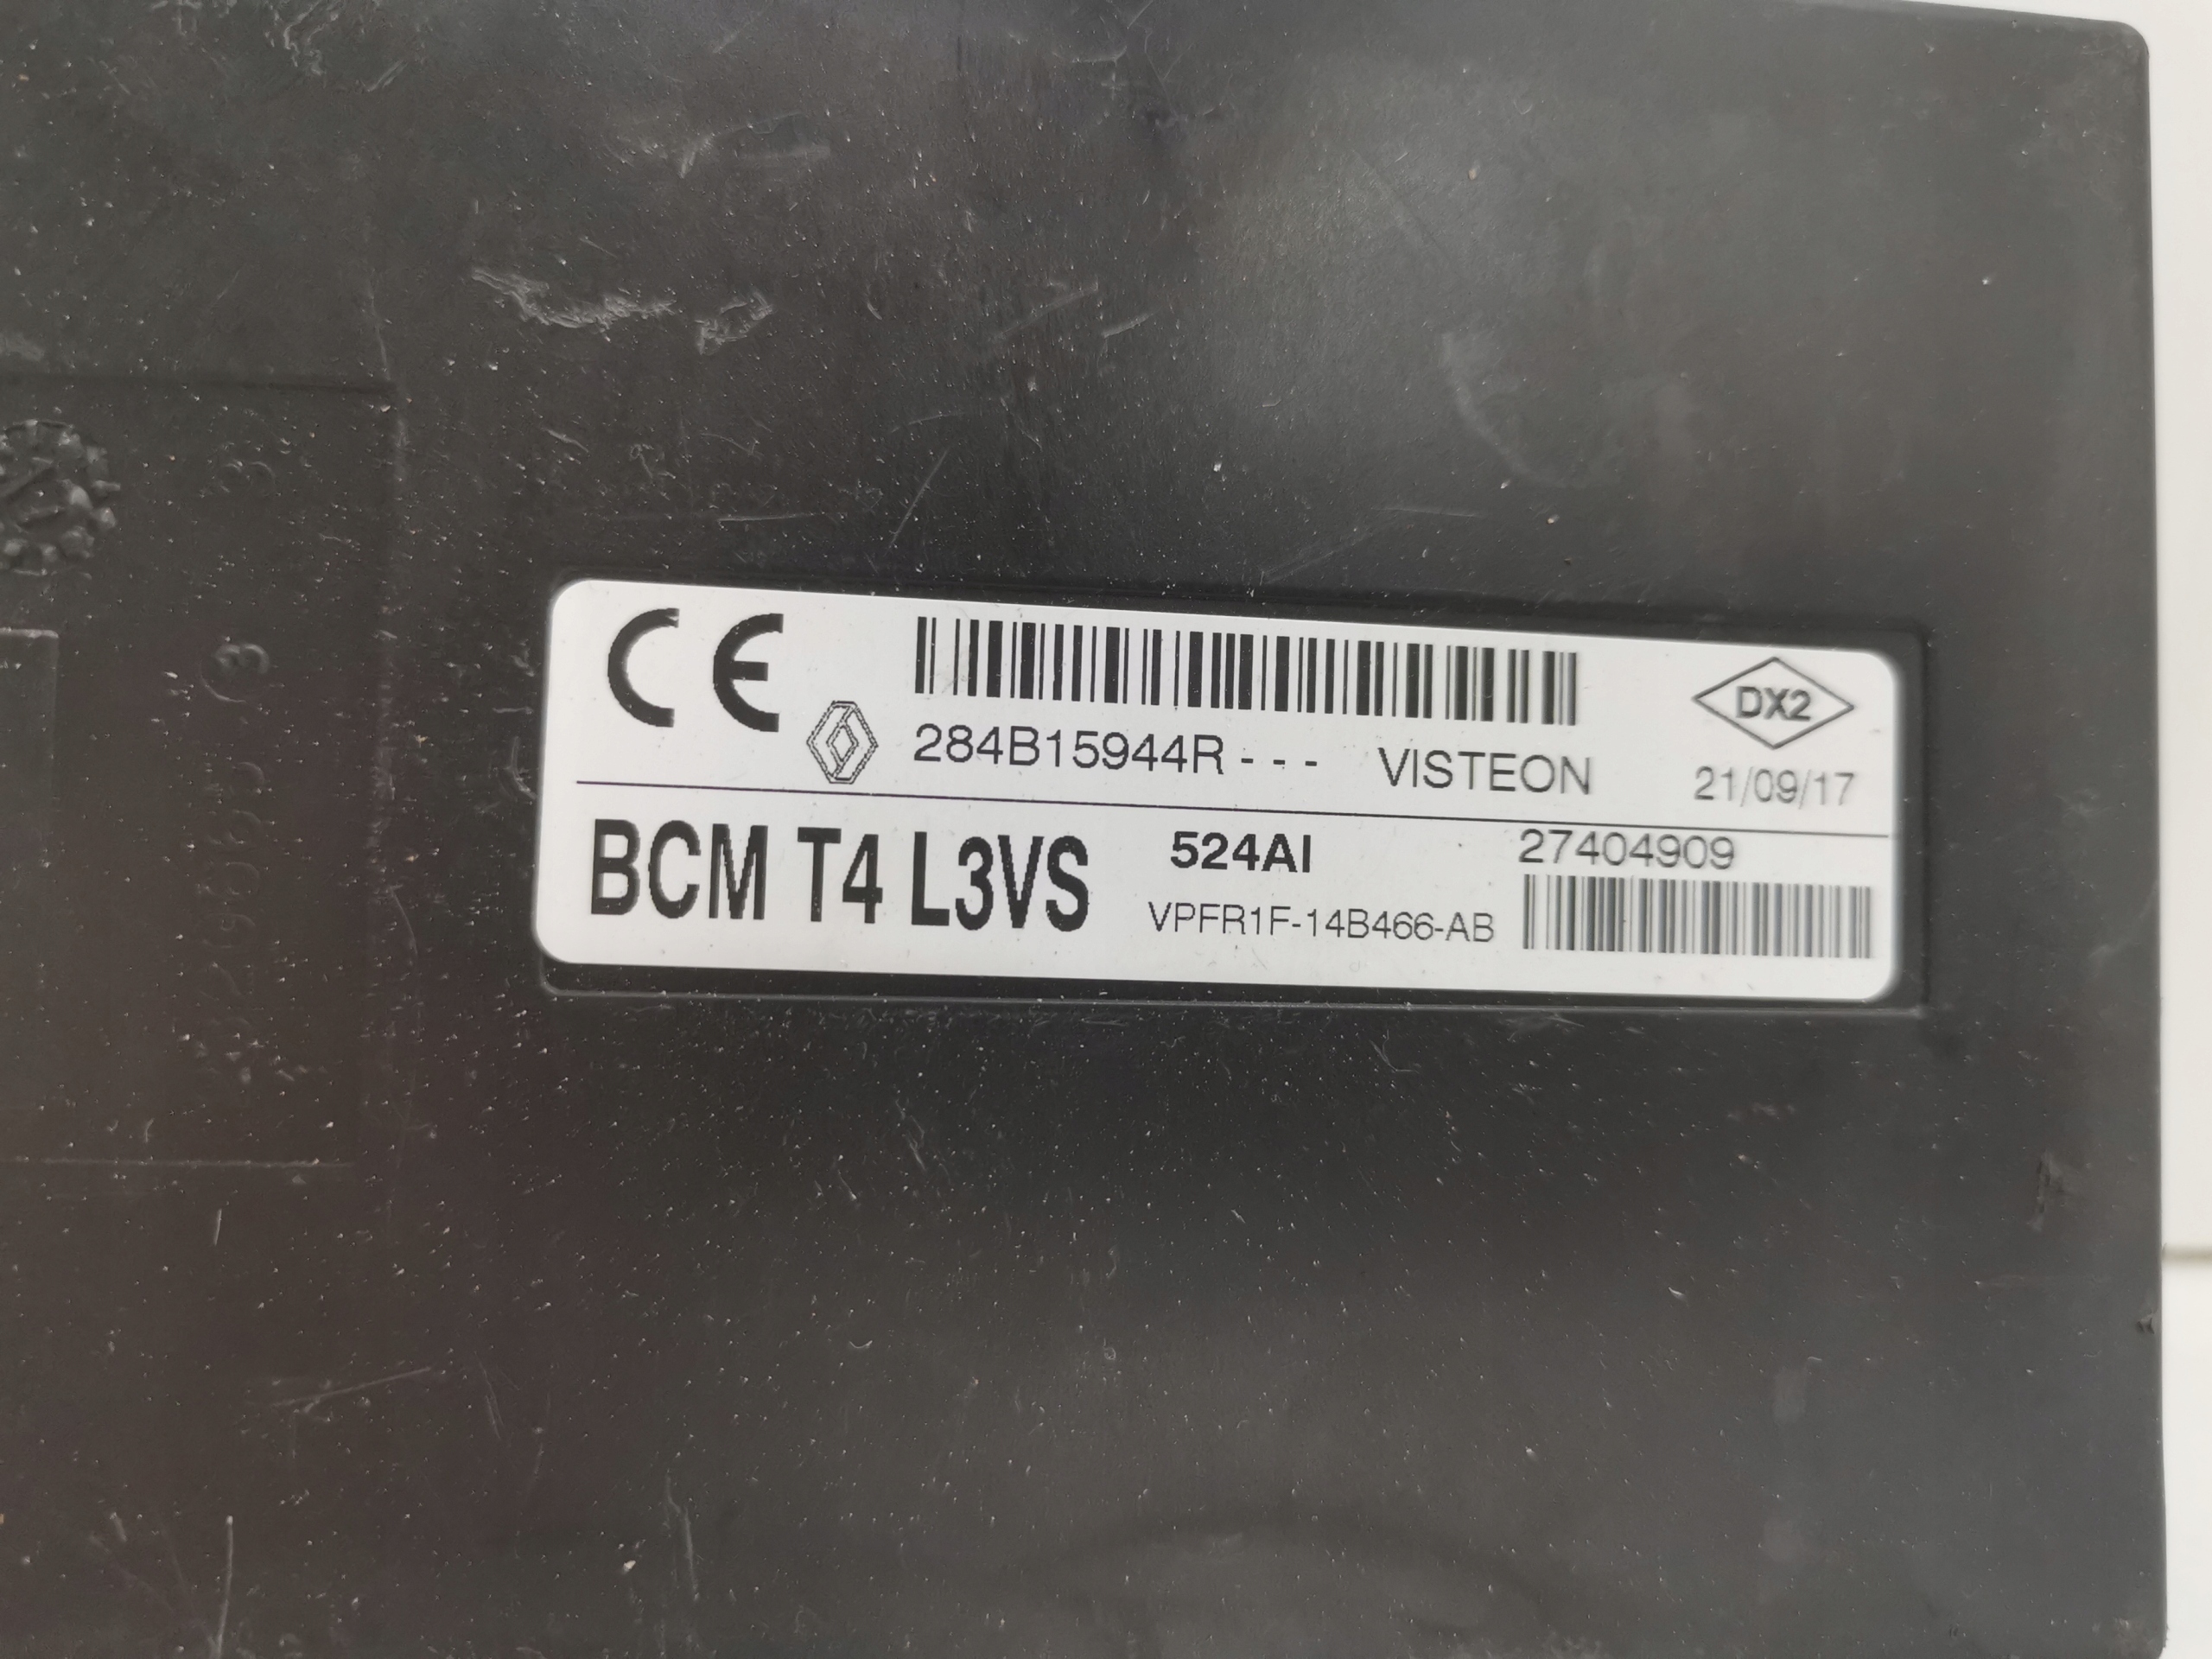 CE
284B15944R--- VISTEON
DX2
21/09/17
BCM T4 L3VS
524AI
VPFR1F-14B466-AB
27404909